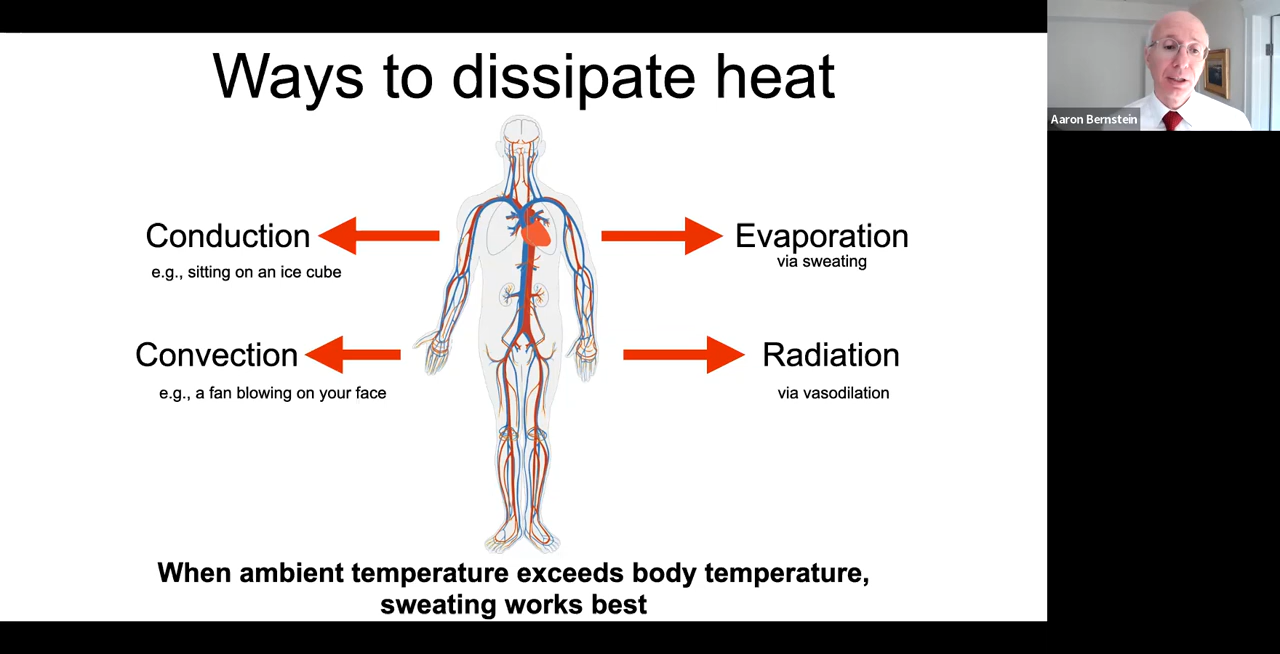 Ways to dissipate heat
Aaron Bernstein
Conduction
e.g., sitting on an ice cube
Evaporation
via sweating
Convection
e.g., a fan blowing on your face
Radiation
via vasodilation
When ambient temperature exceeds body temperature,
sweating works best